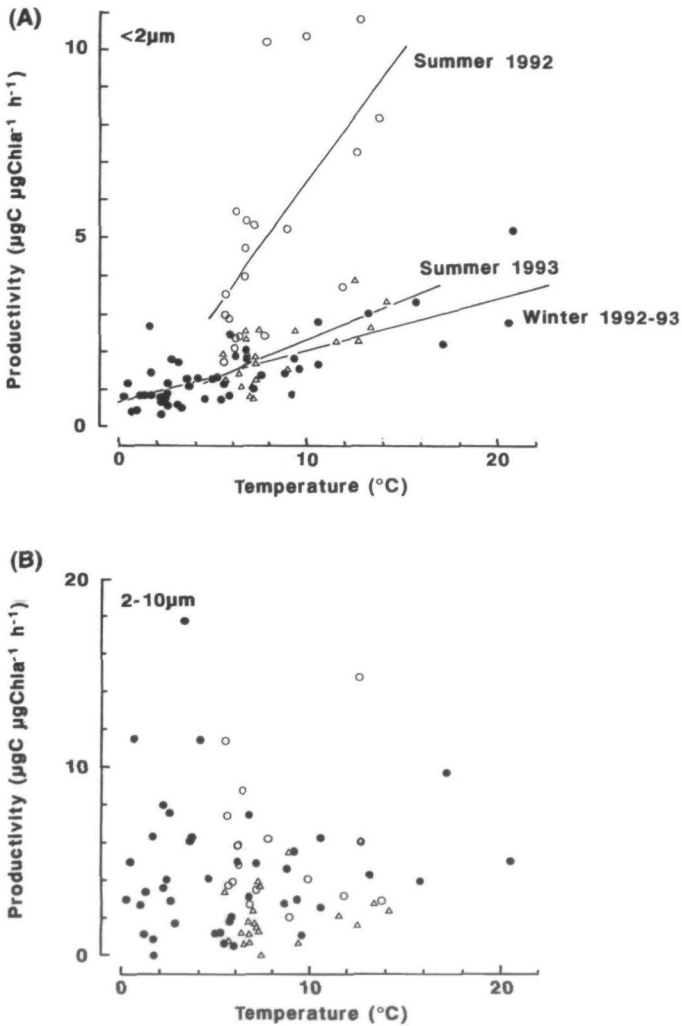 (A)
<2µm
10
5
0
Productivity (µgC µgChla⁻¹ h⁻¹)
Summer 1992
Summer 1993
Winter 1992-93
0 10 20
Temperature (°C)
(B)
2-10µm
20
10
0
Productivity (µgC µgChla⁻¹ h⁻¹)
0 10 20
Temperature (°C)